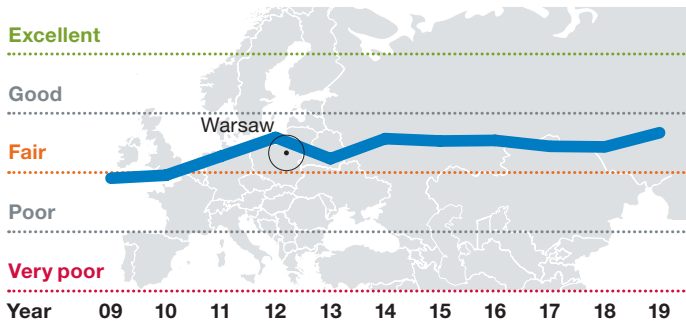 Excellent
Good
Warsaw
Fair
Poor
Very poor
Year 09 10 11 12 13 14 15 16 17 18 19